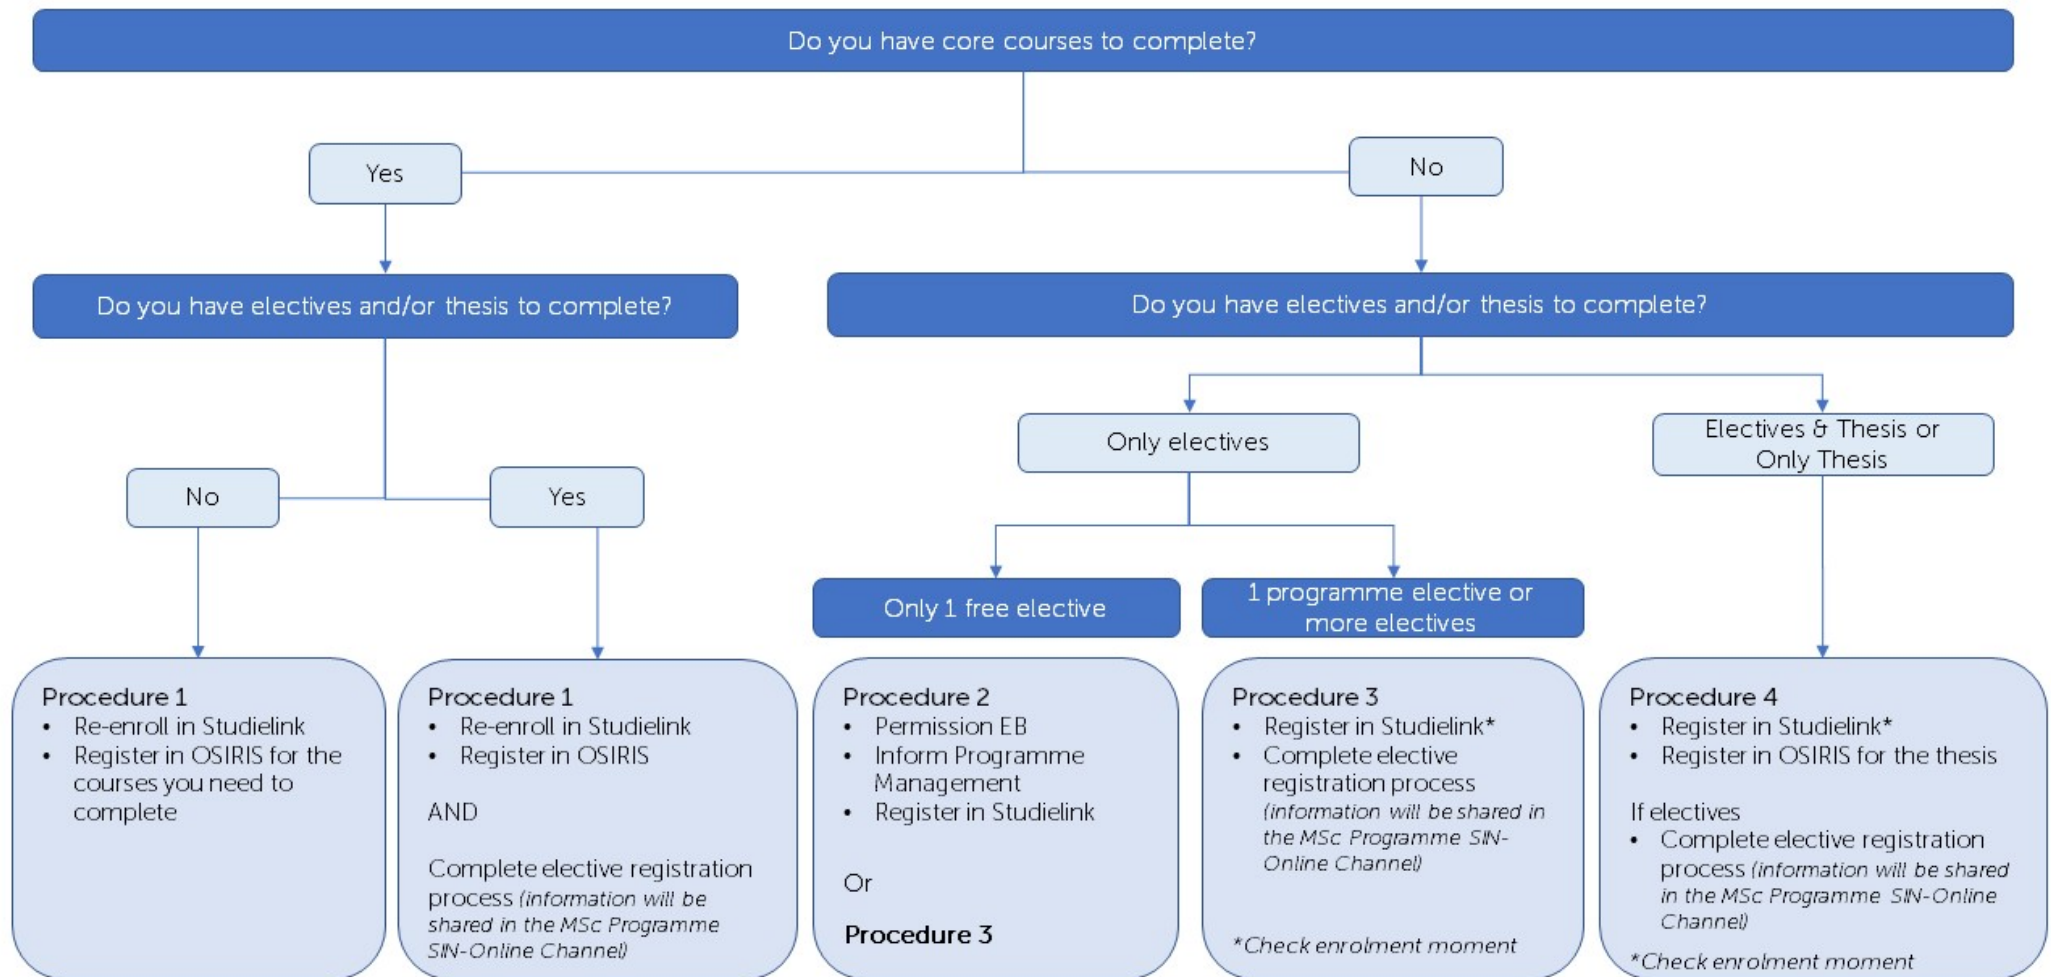 Do you have core courses to complete?
Yes
No
Do you have electives and/or thesis to complete?
Do you have electives and/or thesis to complete?
Only electives
Electives & Thesis or
Only Thesis
No
Yes
Only 1 free elective
1 programme elective or
more electives
Procedure 1
• Re-enroll in Studielink
• Register in OSIRIS for the
courses you need to
complete
Procedure 1
• Re-enroll in Studielink
• Register in OSIRIS
AND
Complete elective registration
process (information will be
shared in the MSc Programme
SIN-Online Channel)
Procedure 2
• Permission EB
• Inform Programme
Management
• Register in Studielink
Or
Procedure 3
Procedure 3
• Register in Studielink*
• Complete elective
registration process
(information will be shared in
the MSc Programme SIN-
Online Channel)
*Check enrolment moment
Procedure 4
• Register in Studielink*
• Register in OSIRIS for the thesis
If electives
• Complete elective registration
process (information will be shared
in the MSc Programme SIN-Online
Channel)
*Check enrolment moment